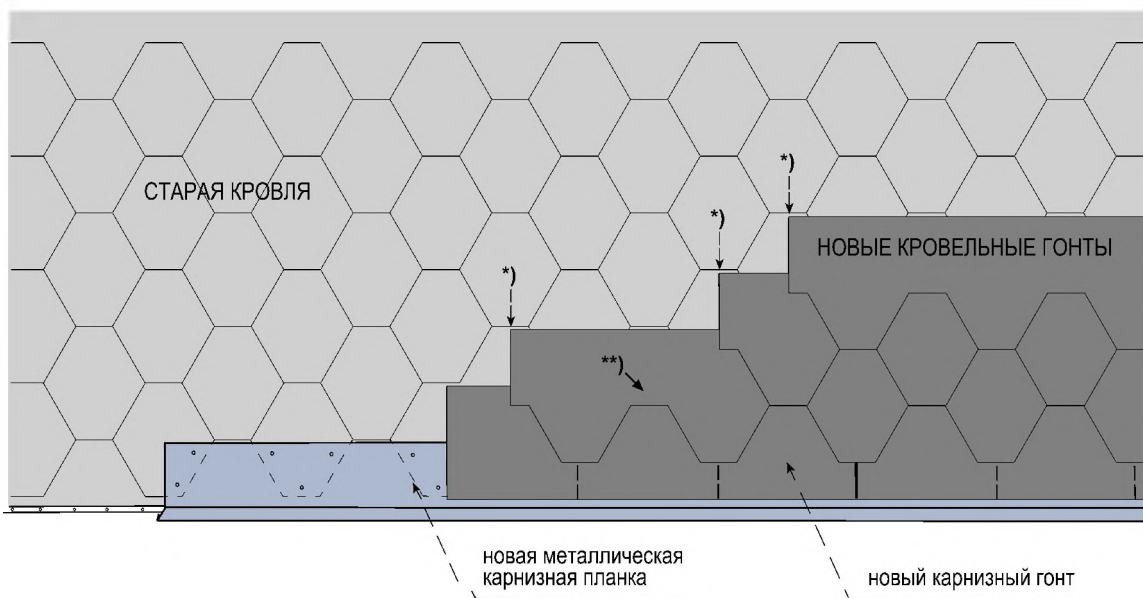 *)
СТАРАЯ КРОВЛЯ
*)
НОВЫЕ КРОВЕЛЬНЫЕ ГОНТЫ
*)
**)
новая металлическая
карнизная планка
новый карнизный гонт